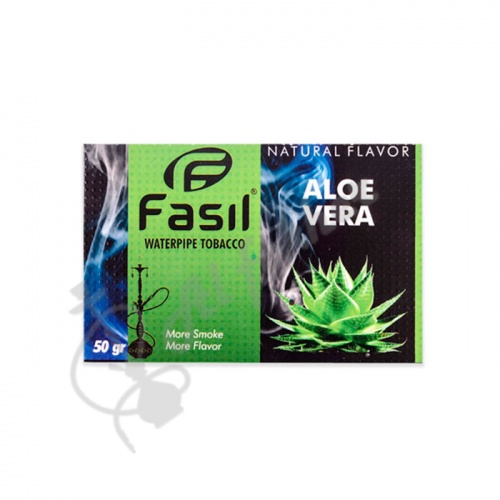 Fasil®
WATERPIPE TOBACCO
More Smoke
More Flavor
50 gr
NATURAL FLAVOR
ALOE
VERA